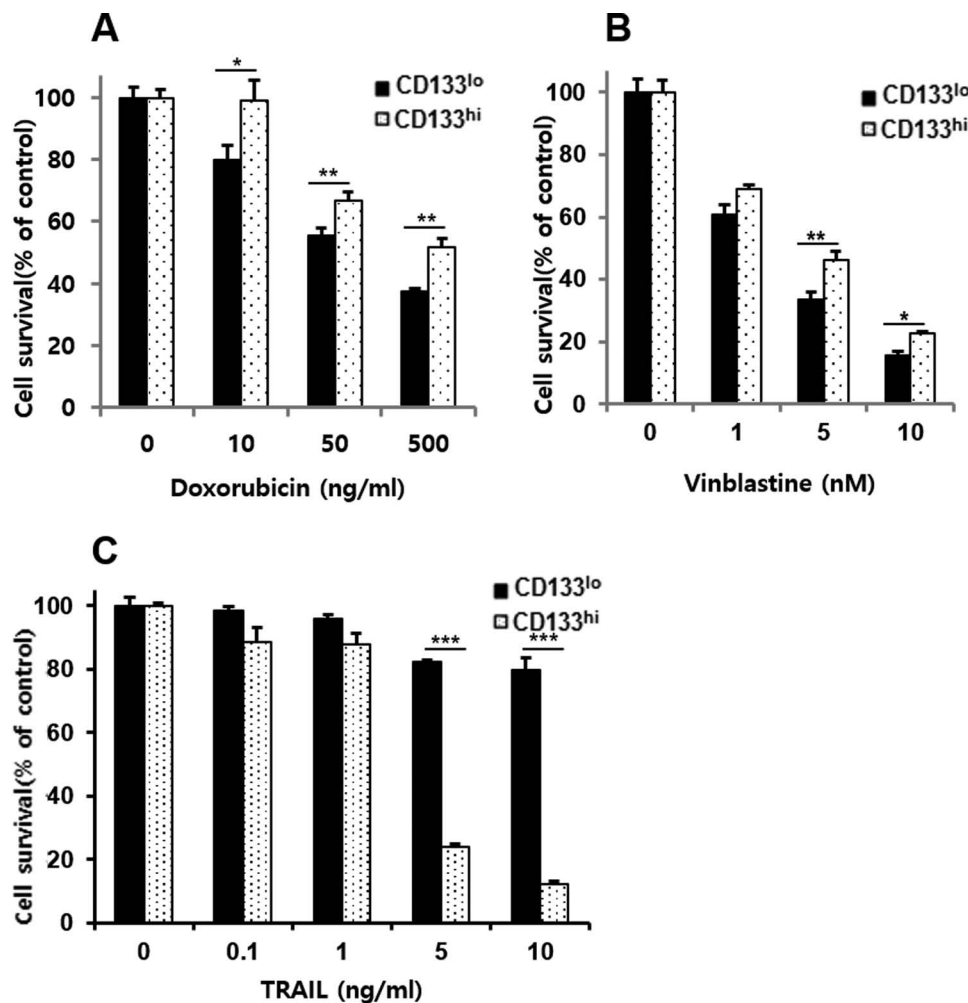 A
Cell survival(% of control)
100
80
60
40
20
0
*
**
**
CD133lo
CD133hi
0 10 50 500
Doxorubicin (ng/ml)
B
Cell survival(% of control)
100
80
60
40
20
0
**
*
CD133lo
CD133hi
0 1 5 10
Vinblastine (nM)
C
Cell survival(% of control)
100
80
60
40
20
0
CD133lo
CD133hi
***
***
0 0.1 1 5 10
TRAIL (ng/ml)